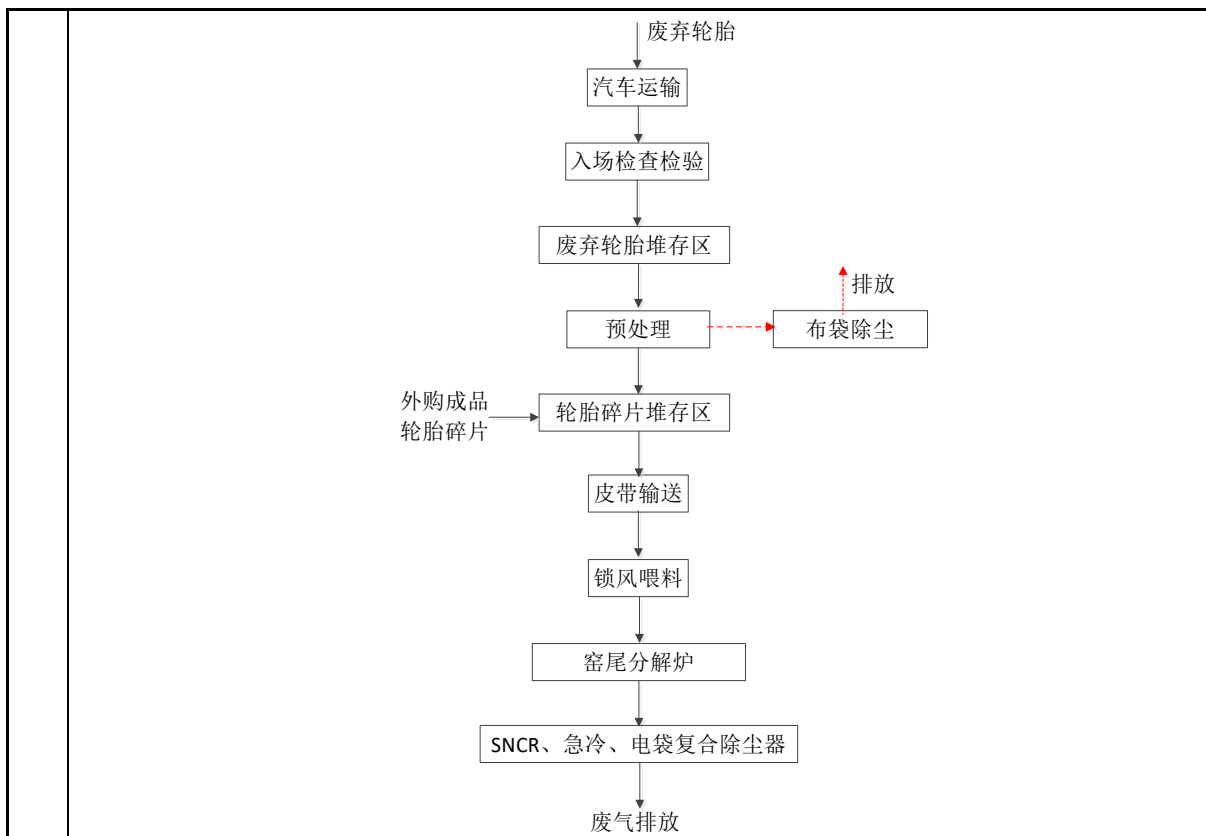 废弃轮胎
汽车运输
入场检查检验
废弃轮胎堆存区
排放
预处理
布袋除尘
外购成品
轮胎碎片
轮胎碎片堆存区
皮带输送
锁风喂料
窑尾分解炉
SNCR、急冷、电袋复合除尘器
废气排放